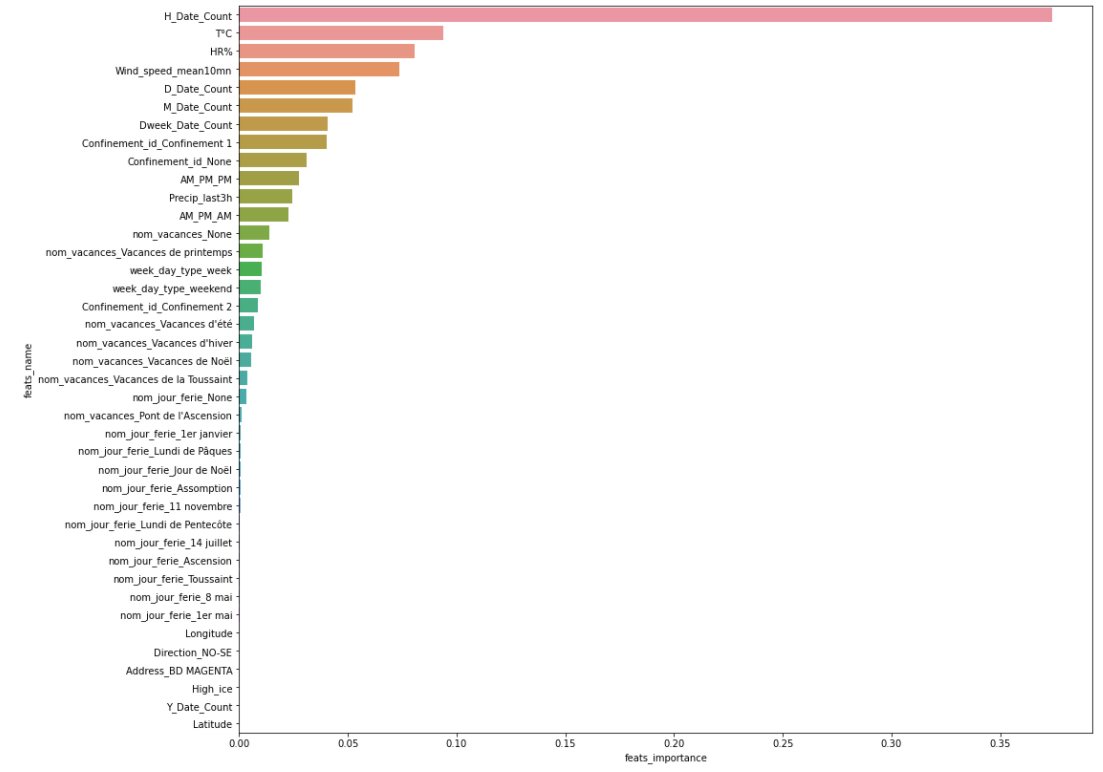 H_Date_Count
T°C
HR%
Wind_speed_mean10mn
D_Date_Count
M_Date_Count
Dweek_Date_Count
Confinement_id_Confinement 1
Confinement_id_None
AM_PM_PM
Precip_last3h
AM_PM_AM
nom_vacances_None
nom_vacances_Vacances de printemps
week_day_type_week
week_day_type_weekend
Confinement_id_Confinement 2
nom_vacances_Vacances d'été
nom_vacances_Vacances d'hiver
nom_vacances_Vacances de Noël
nom_vacances_Vacances de la Toussaint
nom_jour_ferie_None
nom_vacances_Pont de l'Ascension
nom_jour_ferie_1er janvier
nom_jour_ferie_Lundi de Pâques
nom_jour_ferie_Jour de Noël
nom_jour_ferie_Assomption
nom_jour_ferie_11 novembre
nom_jour_ferie_Lundi de Pentecôte
nom_jour_ferie_14 juillet
nom_jour_ferie_Ascension
nom_jour_ferie_Toussaint
nom_jour_ferie_8 mai
nom_jour_ferie_1er mai
Longitude
Direction_NO-SE
Address_BD MAGENTA
High_ice
Y_Date_Count
Latitude
feats_name
0.00 0.05 0.10 0.15 0.20 0.25 0.30 0.35
feats_importance